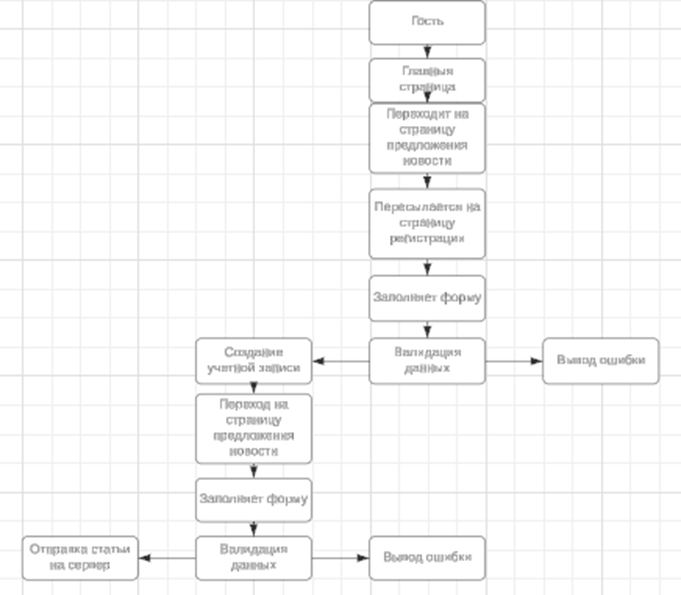 Гость
Главныя
страница
Переходит на
страницу
предложения
новости
Пересылается на
страницу
регистрации
Заполняет форму
Создание
учетной записи
Валидация
данных
Вывод ошибки
Переход на
страницу
предложения
новости
Заполняет форму
Отправка статьи
на сервер
Валидация
данных
Вывод ошибки